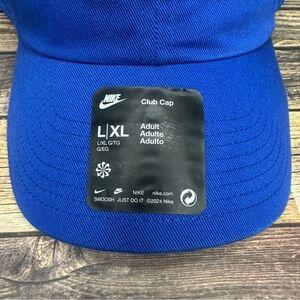 NIKE
Club Cap
L|XL
L/XL G/TG
G/EG
Adult
Adulte
Adulto
NIKE nike.com
SWOOSH JUST DO IT ©2024 Nike